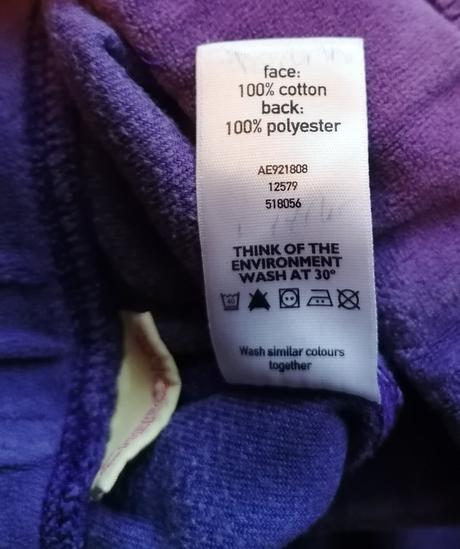 face:
100% cotton
back:
100% polyester
AE921808
12579
518056
THINK OF THE
ENVIRONMENT
WASH AT 30°
40
Wash similar colours
together